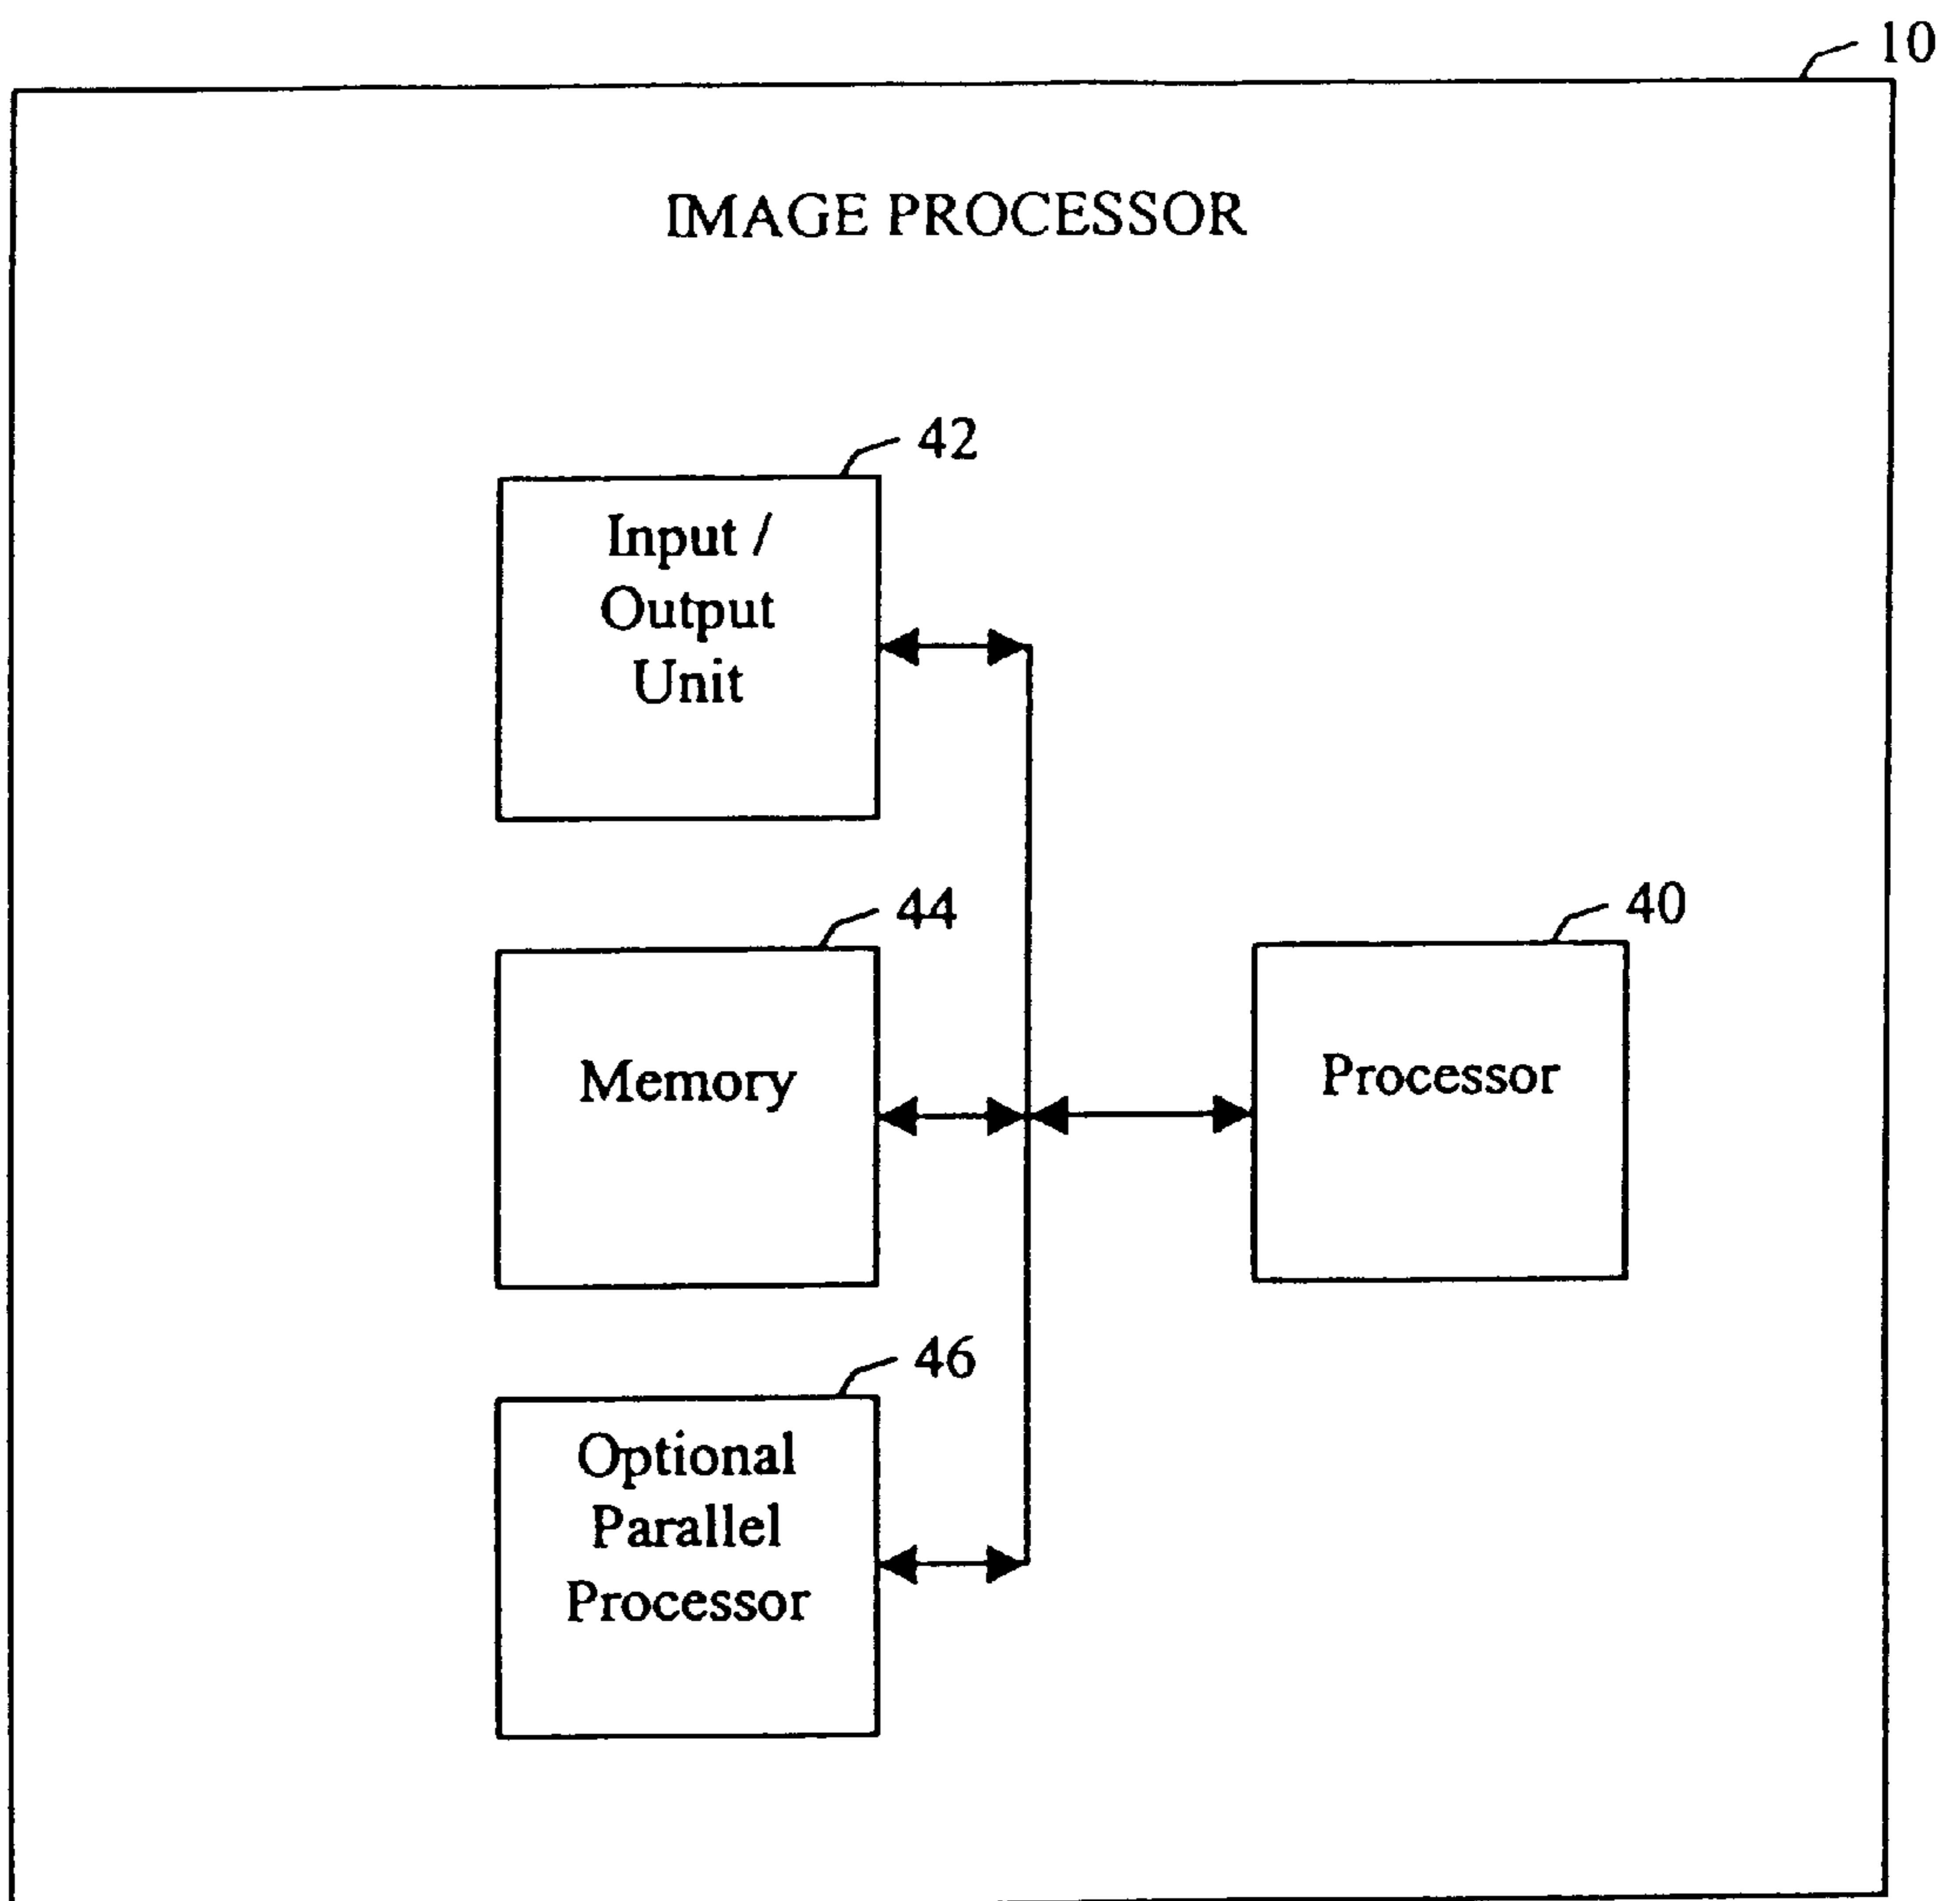 10
IMAGE PROCESSOR
42
Input /
Output
Unit
44
Memory
40
Processor
46
Optional
Parallel
Processor